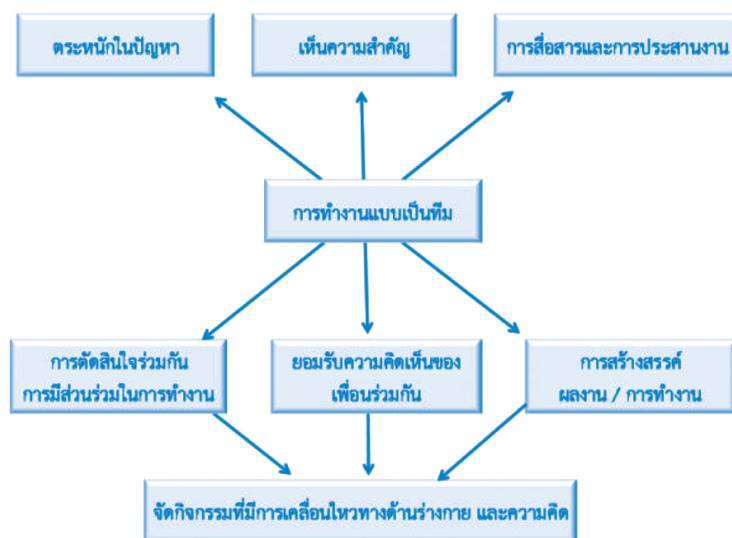 ตระหนักในปัญหา
เห็นความสำคัญ
การสื่อสารและการประสานงาน
การทำงานแบบเป็นทีม
การตัดสินใจร่วมกัน
การมีส่วนร่วมในการทำงาน
ยอมรับความคิดเห็นของ
เพื่อนร่วมกัน
การสร้างสรรค์
ผลงาน / การทำงาน
จัดกิจกรรมที่มีการเคลื่อนไหวทางด้านร่างกาย และความคิด